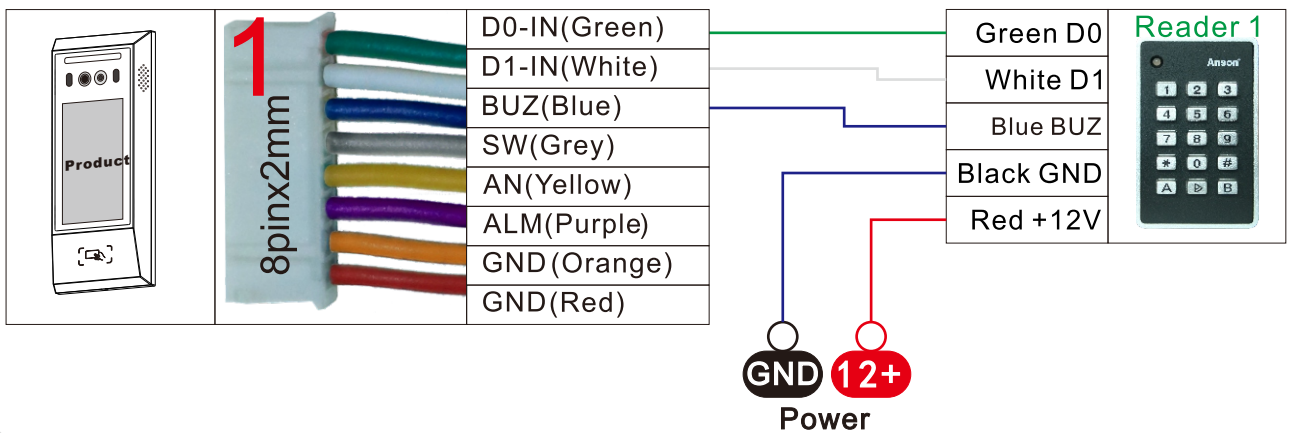 Product
1
8pinx2mm
D0-IN(Green)
D1-IN(White)
BUZ(Blue)
SW(Grey)
AN(Yellow)
ALM(Purple)
GND(Orange)
GND(Red)
Green D0
White D1
Blue BUZ
Black GND
Red +12V
Reader 1
Anson
1 2 3
4 5 6
7 8 9
* 0 #
A B
GND 12+
Power